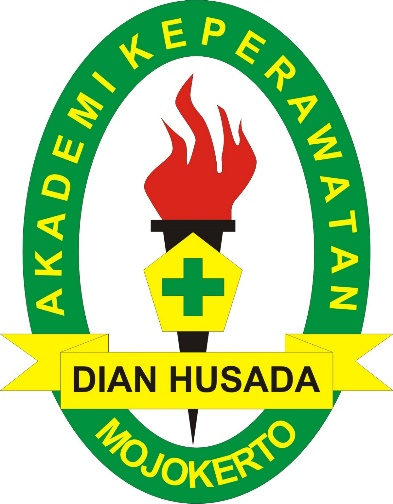 AKADEMI KEPERAWATAN
DIAN HUSADA
MOJOKERTO